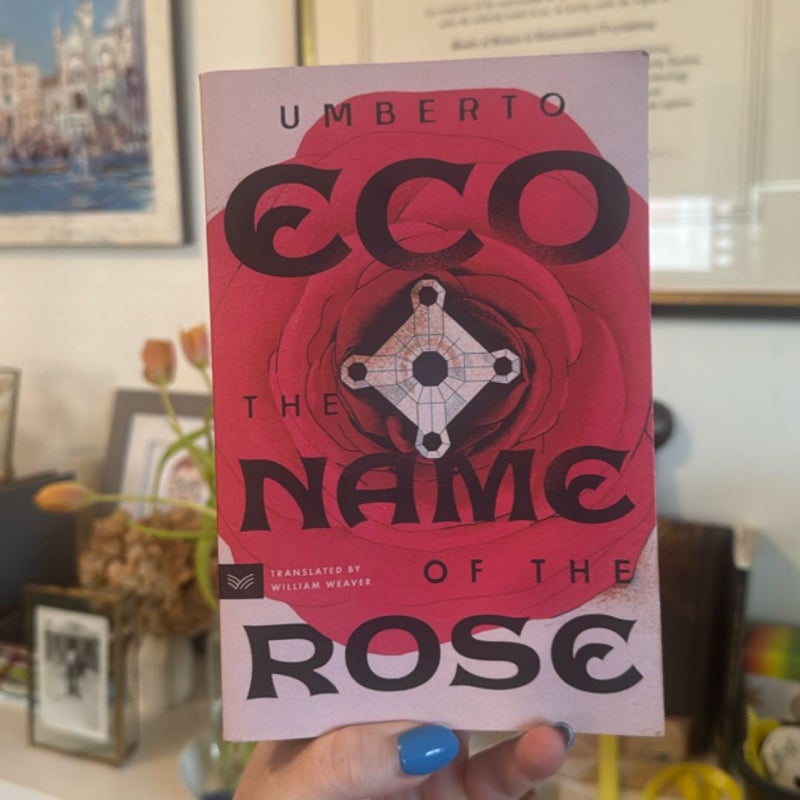 UMBERTO
ECO
THE
NAME
OF THE
TRANSLATED BY
WILLIAM WEAVER
ROSE